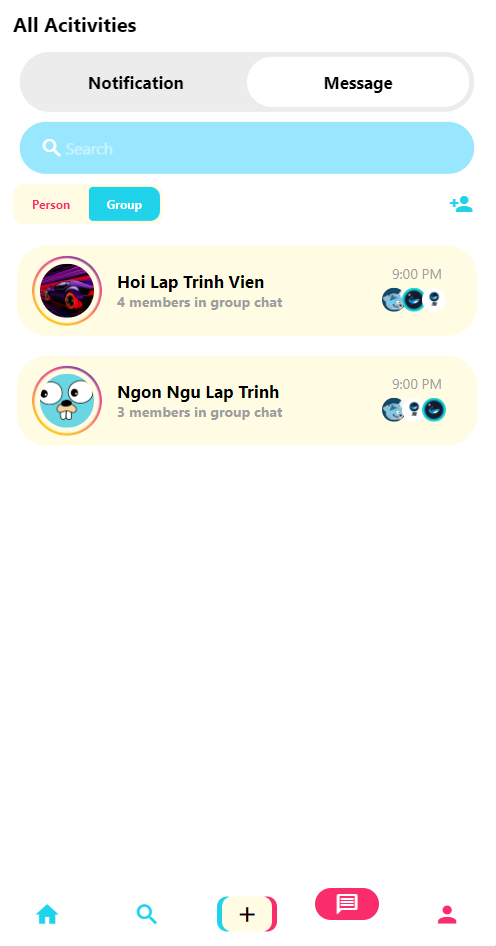 All Acitivities
Notification Message
Search
Person Group
Hoi Lap Trinh Vien
9:00 PM
4 members in group chat
Ngon Ngu Lap Trinh
9:00 PM
3 members in group chat